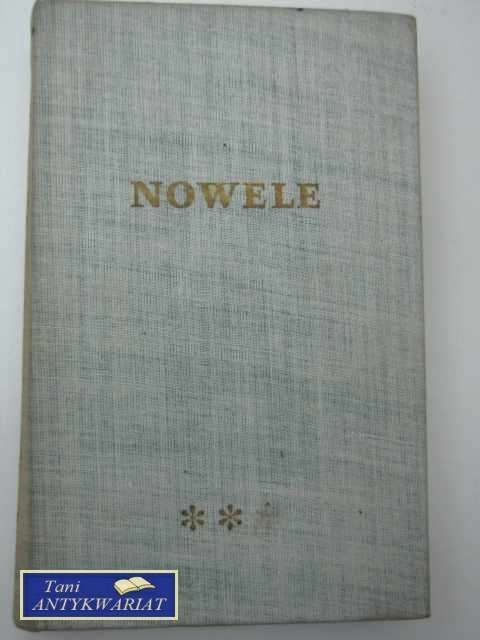 NOWELE
***
Tani
ANTYKWARIAT